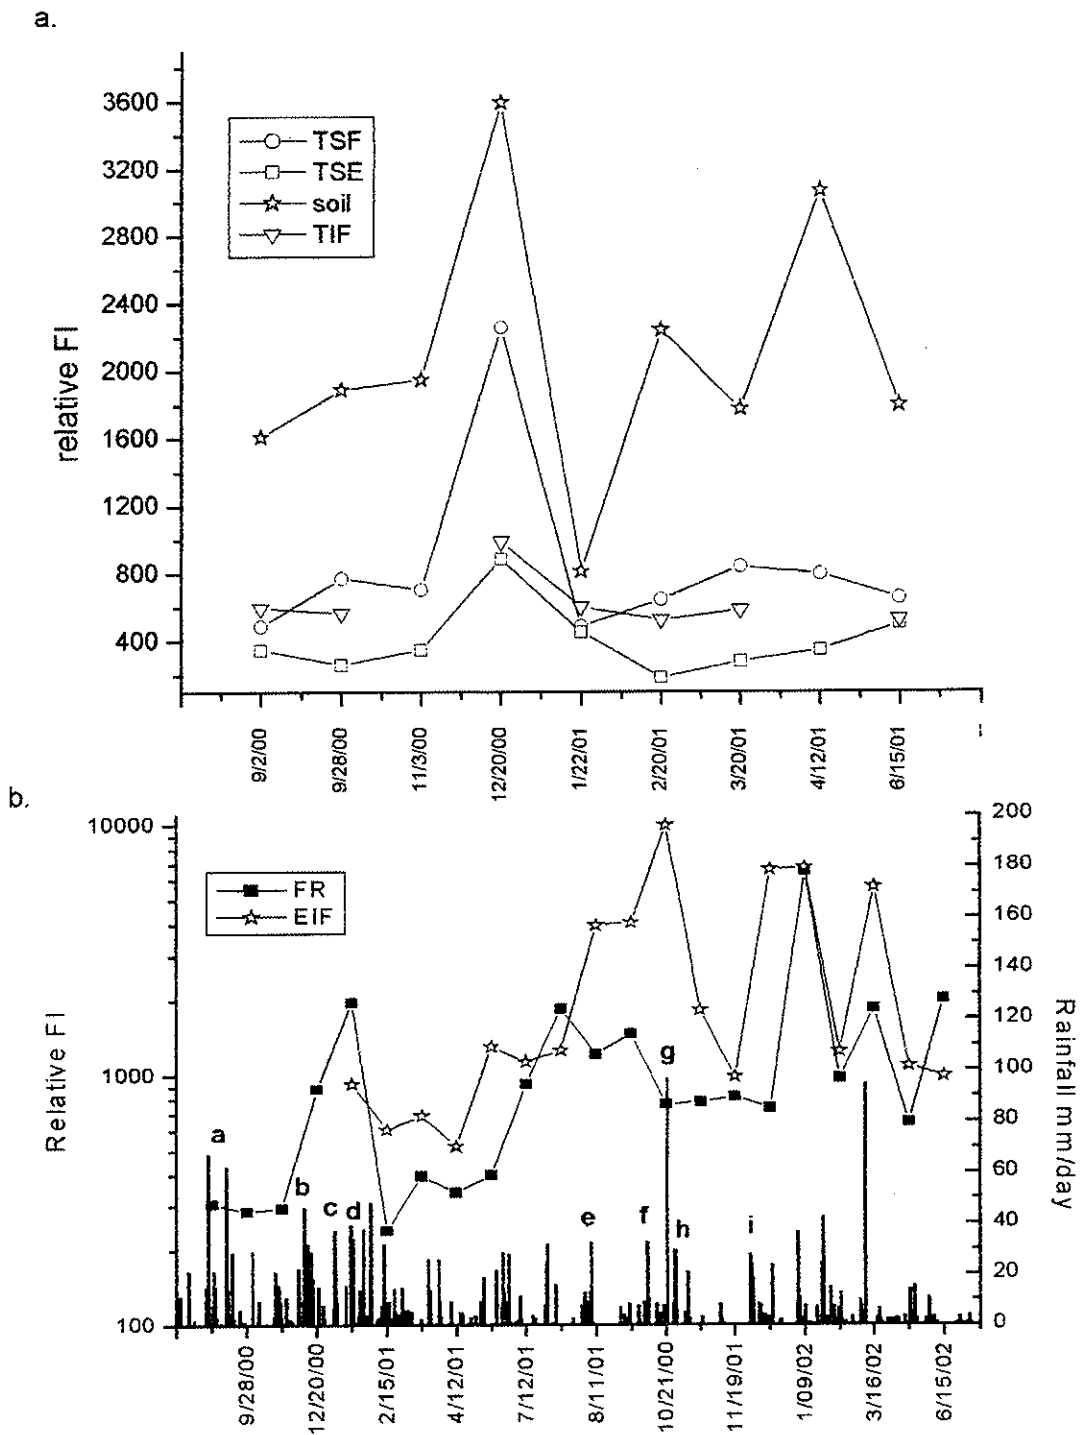 a.
3600
3200
2800
2400
2000
1600
1200
800
400
relative FI
TSF
TSE
soil
TIF
9/2/00
9/28/00
11/3/00
12/20/00
1/22/01
2/20/01
3/20/01
4/12/01
6/15/01
b.
10000
1000
100
Relative FI
FR
EIF
200
180
160
140
120
100
80
60
40
20
0
Rainfall mm/day
a
b
c
d
e
f
g
h
i
9/28/00
12/20/00
2/15/01
4/12/01
7/12/01
8/11/01
10/21/00
11/19/01
1/09/02
3/16/02
6/15/02